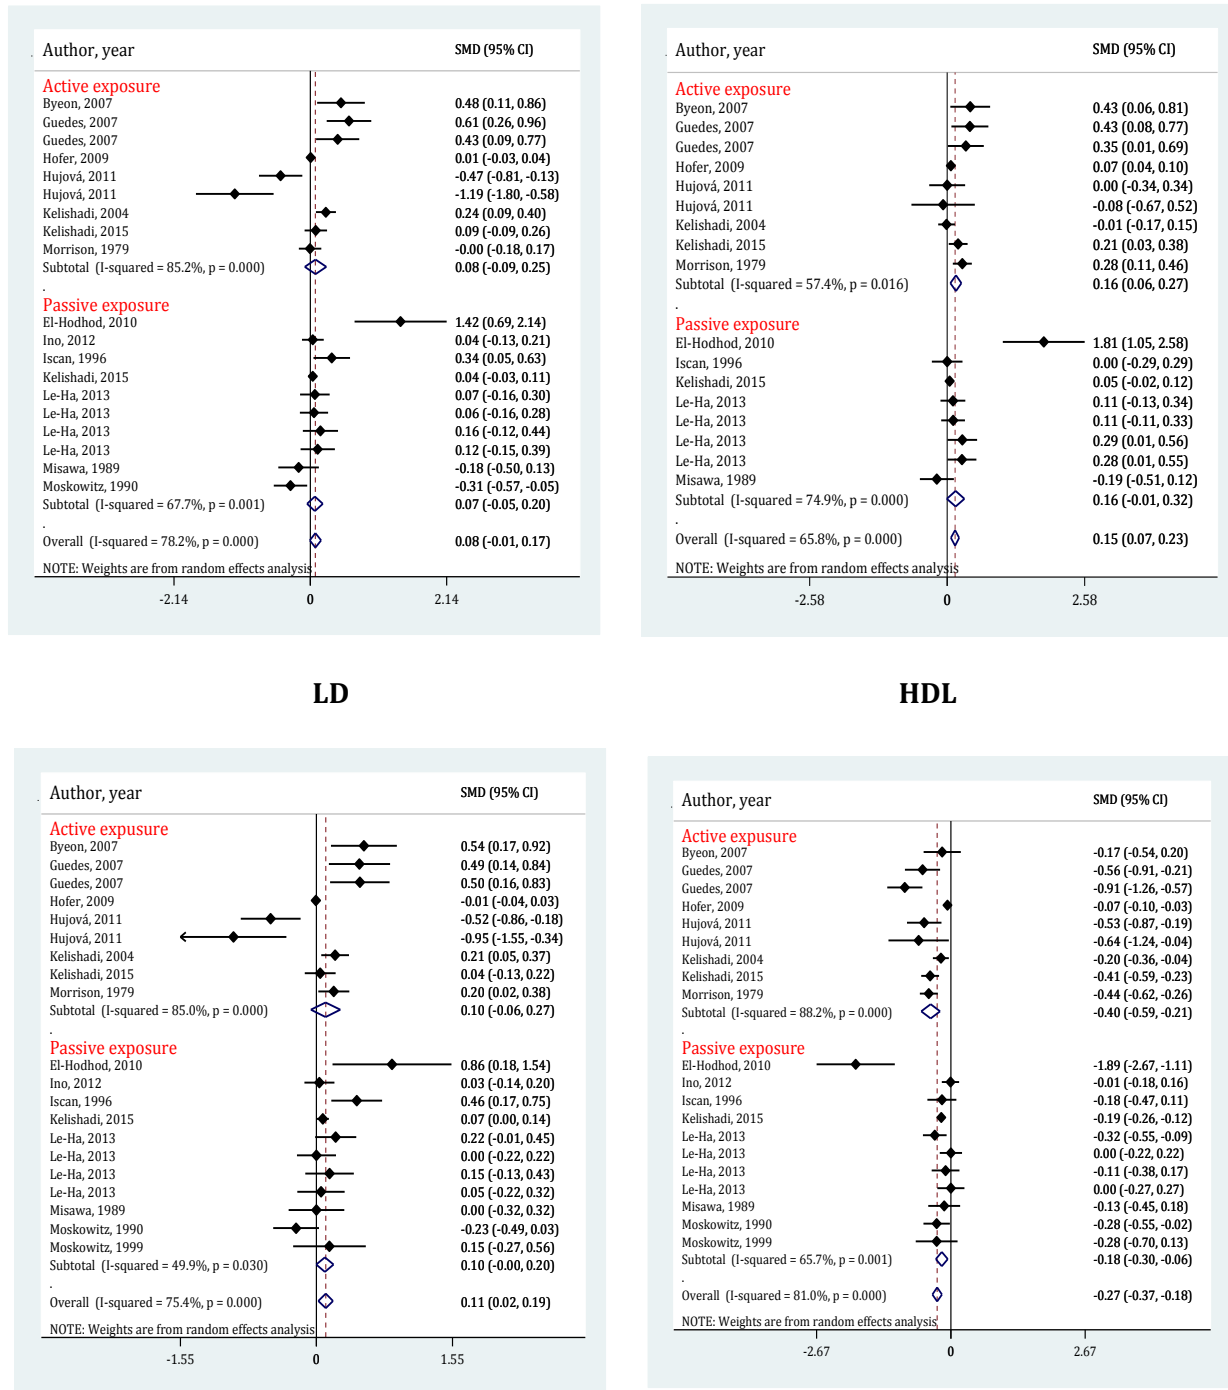 Author, year SMD (95% CI)
Active exposure
Byeon, 2007 0.48 (0.11, 0.86)
Guedes, 2007 0.61 (0.26, 0.96)
Guedes, 2007 0.43 (0.09, 0.77)
Hofer, 2009 0.01 (-0.03, 0.04)
Hujová, 2011 -0.47 (-0.81, -0.13)
Hujová, 2011 -1.19 (-1.80, -0.58)
Kelishadi, 2004 0.24 (0.09, 0.40)
Kelishadi, 2015 0.09 (-0.09, 0.26)
Morrison, 1979 -0.00 (-0.18, 0.17)
Subtotal (I-squared = 85.2%, p = 0.000) 0.08 (-0.09, 0.25)
.
Passive exposure
El-Hodhod, 2010 1.42 (0.69, 2.14)
Ino, 2012 0.04 (-0.13, 0.21)
Iscan, 1996 0.34 (0.05, 0.63)
Kelishadi, 2015 0.04 (-0.03, 0.11)
Le-Ha, 2013 0.07 (-0.16, 0.30)
Le-Ha, 2013 0.06 (-0.16, 0.28)
Le-Ha, 2013 0.16 (-0.12, 0.44)
Le-Ha, 2013 0.12 (-0.15, 0.39)
Misawa, 1989 -0.18 (-0.50, 0.13)
Moskowitz, 1990 -0.31 (-0.57, -0.05)
Subtotal (I-squared = 67.7%, p = 0.001) 0.07 (-0.05, 0.20)
.
Overall (I-squared = 78.2%, p = 0.000) 0.08 (-0.01, 0.17)
NOTE: Weights are from random effects analysis
-2.14 0 2.14
Author, year SMD (95% CI)
Active exposure
Byeon, 2007 0.43 (0.06, 0.81)
Guedes, 2007 0.43 (0.08, 0.77)
Guedes, 2007 0.35 (0.01, 0.69)
Hofer, 2009 0.07 (0.04, 0.10)
Hujová, 2011 0.00 (-0.34, 0.34)
Hujová, 2011 -0.08 (-0.67, 0.52)
Kelishadi, 2004 -0.01 (-0.17, 0.15)
Kelishadi, 2015 0.21 (0.03, 0.38)
Morrison, 1979 0.28 (0.11, 0.46)
Subtotal (I-squared = 57.4%, p = 0.016) 0.16 (0.06, 0.27)
.
Passive exposure
El-Hodhod, 2010 1.81 (1.05, 2.58)
Iscan, 1996 0.00 (-0.29, 0.29)
Kelishadi, 2015 0.05 (-0.02, 0.12)
Le-Ha, 2013 0.11 (-0.13, 0.34)
Le-Ha, 2013 0.11 (-0.11, 0.33)
Le-Ha, 2013 0.29 (0.01, 0.56)
Le-Ha, 2013 0.28 (0.01, 0.55)
Misawa, 1989 -0.19 (-0.51, 0.12)
Subtotal (I-squared = 74.9%, p = 0.000) 0.16 (-0.01, 0.32)
.
Overall (I-squared = 65.8%, p = 0.000) 0.15 (0.07, 0.23)
NOTE: Weights are from random effects analysis
-2.58 0 2.58
LD HDL
Author, year SMD (95% CI)
Active expusure
Byeon, 2007 0.54 (0.17, 0.92)
Guedes, 2007 0.49 (0.14, 0.84)
Guedes, 2007 0.50 (0.16, 0.83)
Hofer, 2009 -0.01 (-0.04, 0.03)
Hujová, 2011 -0.52 (-0.86, -0.18)
Hujová, 2011 -0.95 (-1.55, -0.34)
Kelishadi, 2004 0.21 (0.05, 0.37)
Kelishadi, 2015 0.04 (-0.13, 0.22)
Morrison, 1979 0.20 (0.02, 0.38)
Subtotal (I-squared = 85.0%, p = 0.000) 0.10 (-0.06, 0.27)
.
Passive exposure
El-Hodhod, 2010 0.86 (0.18, 1.54)
Ino, 2012 0.03 (-0.14, 0.20)
Iscan, 1996 0.46 (0.17, 0.75)
Kelishadi, 2015 0.07 (0.00, 0.14)
Le-Ha, 2013 0.22 (-0.01, 0.45)
Le-Ha, 2013 0.00 (-0.22, 0.22)
Le-Ha, 2013 0.15 (-0.13, 0.43)
Le-Ha, 2013 0.05 (-0.22, 0.32)
Misawa, 1989 0.00 (-0.32, 0.32)
Moskowitz, 1990 -0.23 (-0.49, 0.03)
Moskowitz, 1999 0.15 (-0.27, 0.56)
Subtotal (I-squared = 49.9%, p = 0.030) 0.10 (-0.00, 0.20)
.
Overall (I-squared = 75.4%, p = 0.000) 0.11 (0.02, 0.19)
NOTE: Weights are from random effects analysis
-1.55 0 1.55
Author, year SMD (95% CI)
Active expusure
Byeon, 2007 -0.17 (-0.54, 0.20)
Guedes, 2007 -0.56 (-0.91, -0.21)
Guedes, 2007 -0.91 (-1.26, -0.57)
Hofer, 2009 -0.07 (-0.10, -0.03)
Hujová, 2011 -0.53 (-0.87, -0.19)
Hujová, 2011 -0.64 (-1.24, -0.04)
Kelishadi, 2004 -0.20 (-0.36, -0.04)
Kelishadi, 2015 -0.41 (-0.59, -0.23)
Morrison, 1979 -0.44 (-0.62, -0.26)
Subtotal (I-squared = 88.2%, p = 0.000) -0.40 (-0.59, -0.21)
.
Passive exposure
El-Hodhod, 2010 -1.89 (-2.67, -1.11)
Ino, 2012 -0.01 (-0.18, 0.16)
Iscan, 1996 -0.18 (-0.47, 0.11)
Kelishadi, 2015 -0.19 (-0.26, -0.12)
Le-Ha, 2013 -0.32 (-0.55, -0.09)
Le-Ha, 2013 0.00 (-0.22, 0.22)
Le-Ha, 2013 -0.11 (-0.38, 0.17)
Le-Ha, 2013 0.00 (-0.27, 0.27)
Misawa, 1989 -0.13 (-0.45, 0.18)
Moskowitz, 1990 -0.28 (-0.55, -0.02)
Moskowitz, 1999 -0.28 (-0.70, 0.13)
Subtotal (I-squared = 65.7%, p = 0.001) -0.18 (-0.30, -0.06)
.
Overall (I-squared = 81.0%, p = 0.000) -0.27 (-0.37, -0.18)
NOTE: Weights are from random effects analysis
-2.67 0 2.67